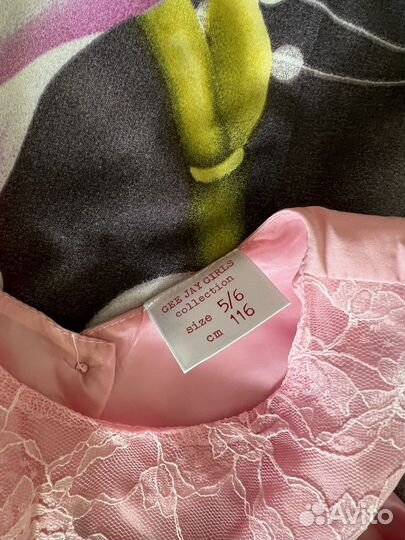 GEE JAY GIRLS
collection
size 5/6
cm 116
Avito